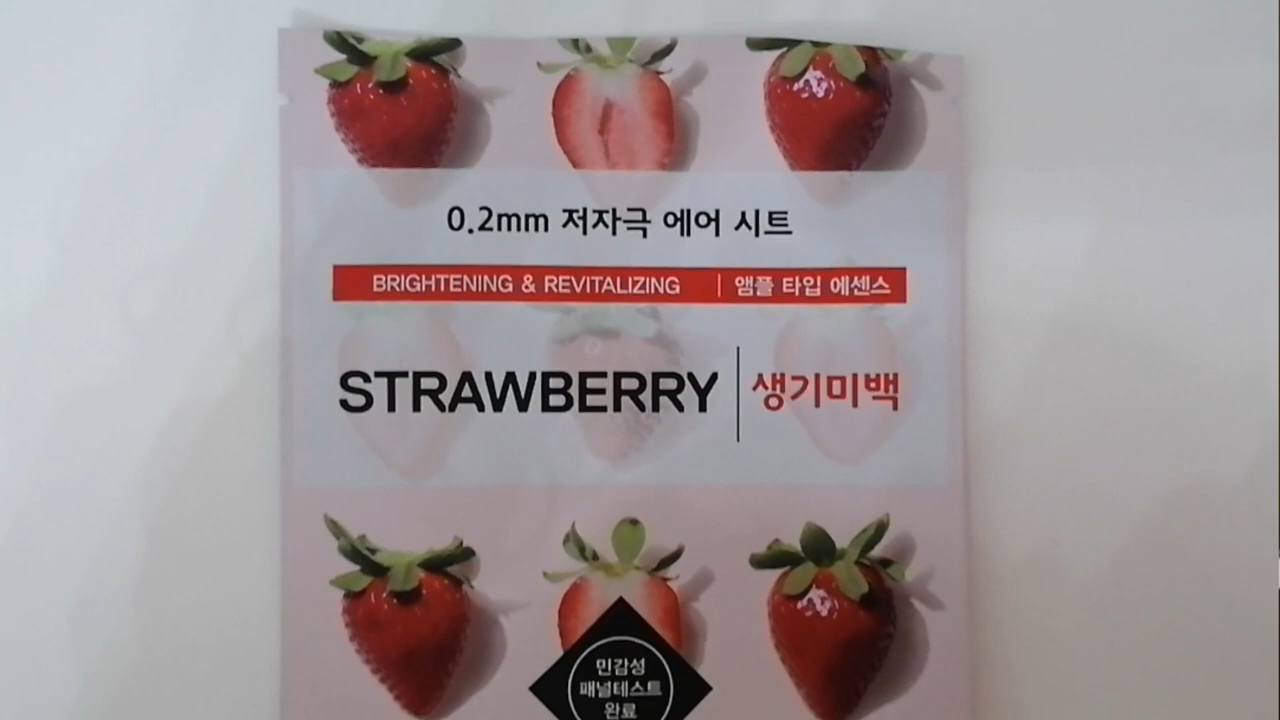 0.2mm 저자극 에어 시트
BRIGHTENING & REVITALIZING | 앰플 타입 에센스
STRAWBERRY | 생기미백
민감성
패널테스트
완료